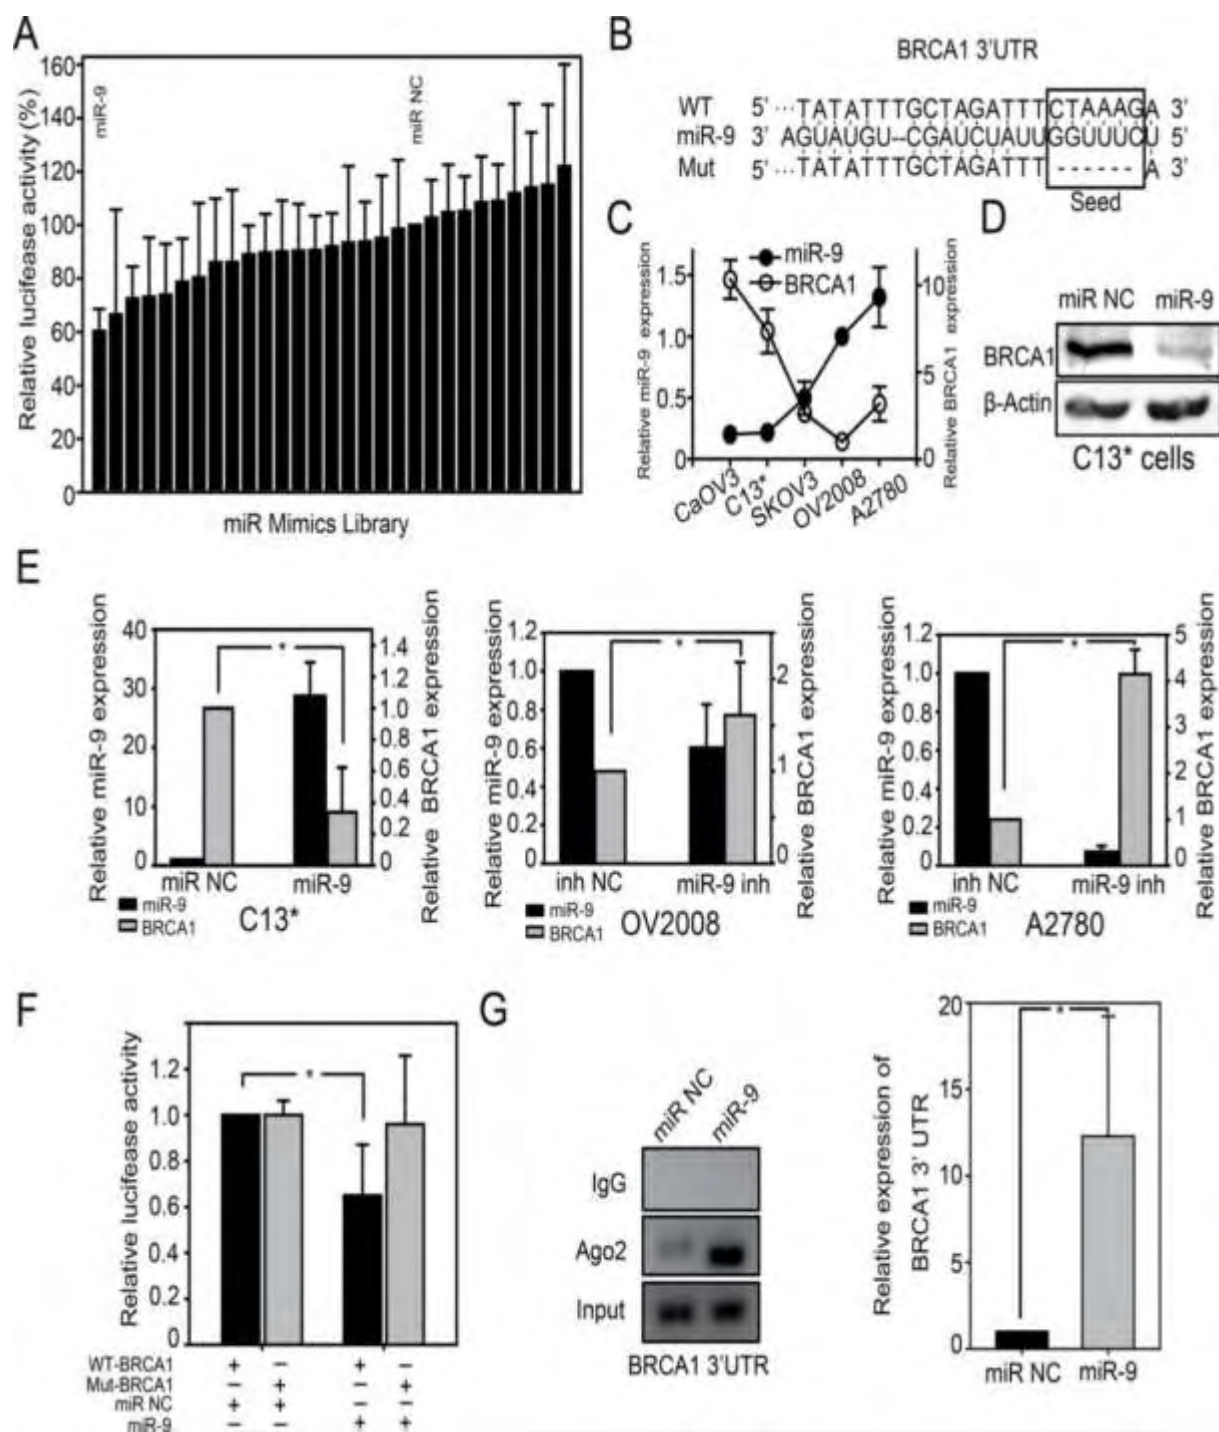 A
Relative luciferase activity (%)
160
140
120
100
80
60
40
20
0
miR-9
miR NC
miR Mimics Library
B
BRCA1 3'UTR
WT 5' ···TATATTTGCTAGATTTCTAAAGA 3'
miR-9 3' AGUAUGU--CGAUCUAUUGGUUUCU 5'
Mut 5' ···TATATTTGCTAGATTT ------ A 3'
Seed
C
Relative miR-9 expression
1.5
1.0
0.5
0
miR-9
BRCA1
10
5
0
Relative BRCA1 expression
CaOV3
C13*
SKOV3
OV2008
A2780
D
miR NC miR-9
BRCA1
β-Actin
C13* cells
E
Relative miR-9 expression
40
30
20
10
0
*
1.4
1.2
1.0
0.8
0.6
0.4
0.2
0
Relative BRCA1 expression
miR NC miR-9
miR-9
BRCA1
C13*
Relative miR-9 expression
1.2
1.0
0.8
0.6
0.4
0.2
0
*
2
1
0
Relative BRCA1 expression
inh NC miR-9 inh
miR-9
BRCA1
OV2008
Relative miR-9 expression
1.2
1.0
0.8
0.6
0.4
0.2
0
*
5
4
3
2
1
0
Relative BRCA1 expression
inh NC miR-9 inh
miR-9
BRCA1
A2780
F
Relative luciferase activity
1.2
1.0
0.8
0.6
0.4
0.2
0
*
WT-BRCA1 + − + −
Mut-BRCA1 − + − +
miR NC + + − −
miR-9 − − + +
G
miR NC miR-9
IgG
Ago2
Input
BRCA1 3'UTR
Relative expression of
BRCA1 3' UTR
20
15
10
5
0
*
miR NC miR-9